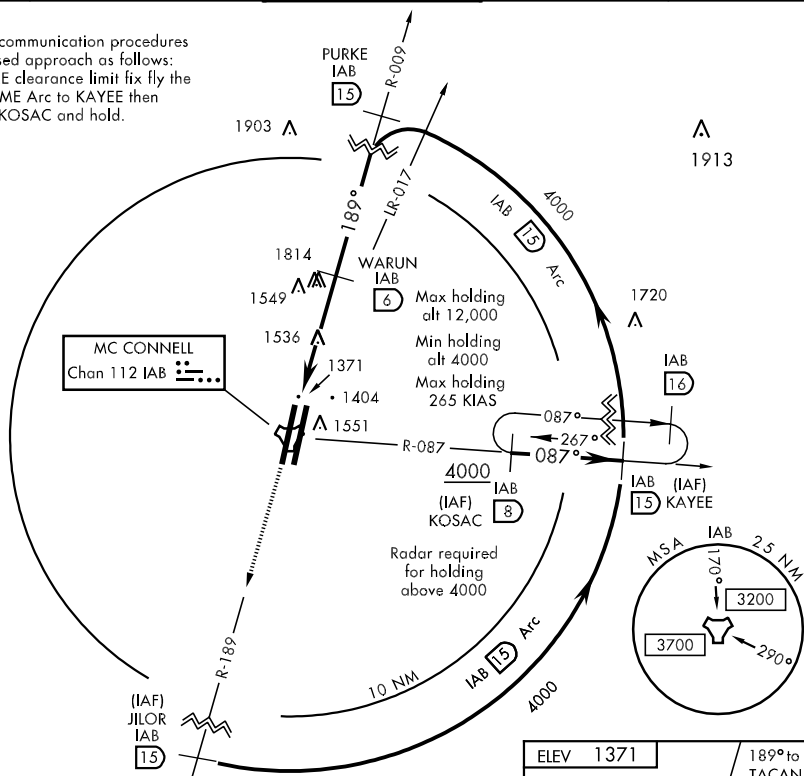 communication procedures
sed approach as follows:
E clearance limit fix fly the
ME Arc to KAYEE then
KOSAC and hold.
PURKE
IAB
15
R-009
1903
1913
LR-017
189°
IAB 15 Arc
4000
1814
1549
WARUN
IAB
6
Max holding
alt 12,000
Min holding
alt 4000
Max holding
265 KIAS
1720
1536
MC CONNELL
Chan 112 IAB
1371
1404
1551
IAB
16
087°
267°
R-087
087°
4000
(IAF)
KOSAC
IAB
8
IAB
15
(IAF)
KAYEE
Radar required
for holding
above 4000
MSA IAB 25 NM
170°
3200
3700
290°
R-189
10 NM
IAB 15 Arc
4000
(IAF)
JILOR
IAB
15
ELEV 1371
189° to
TACAN